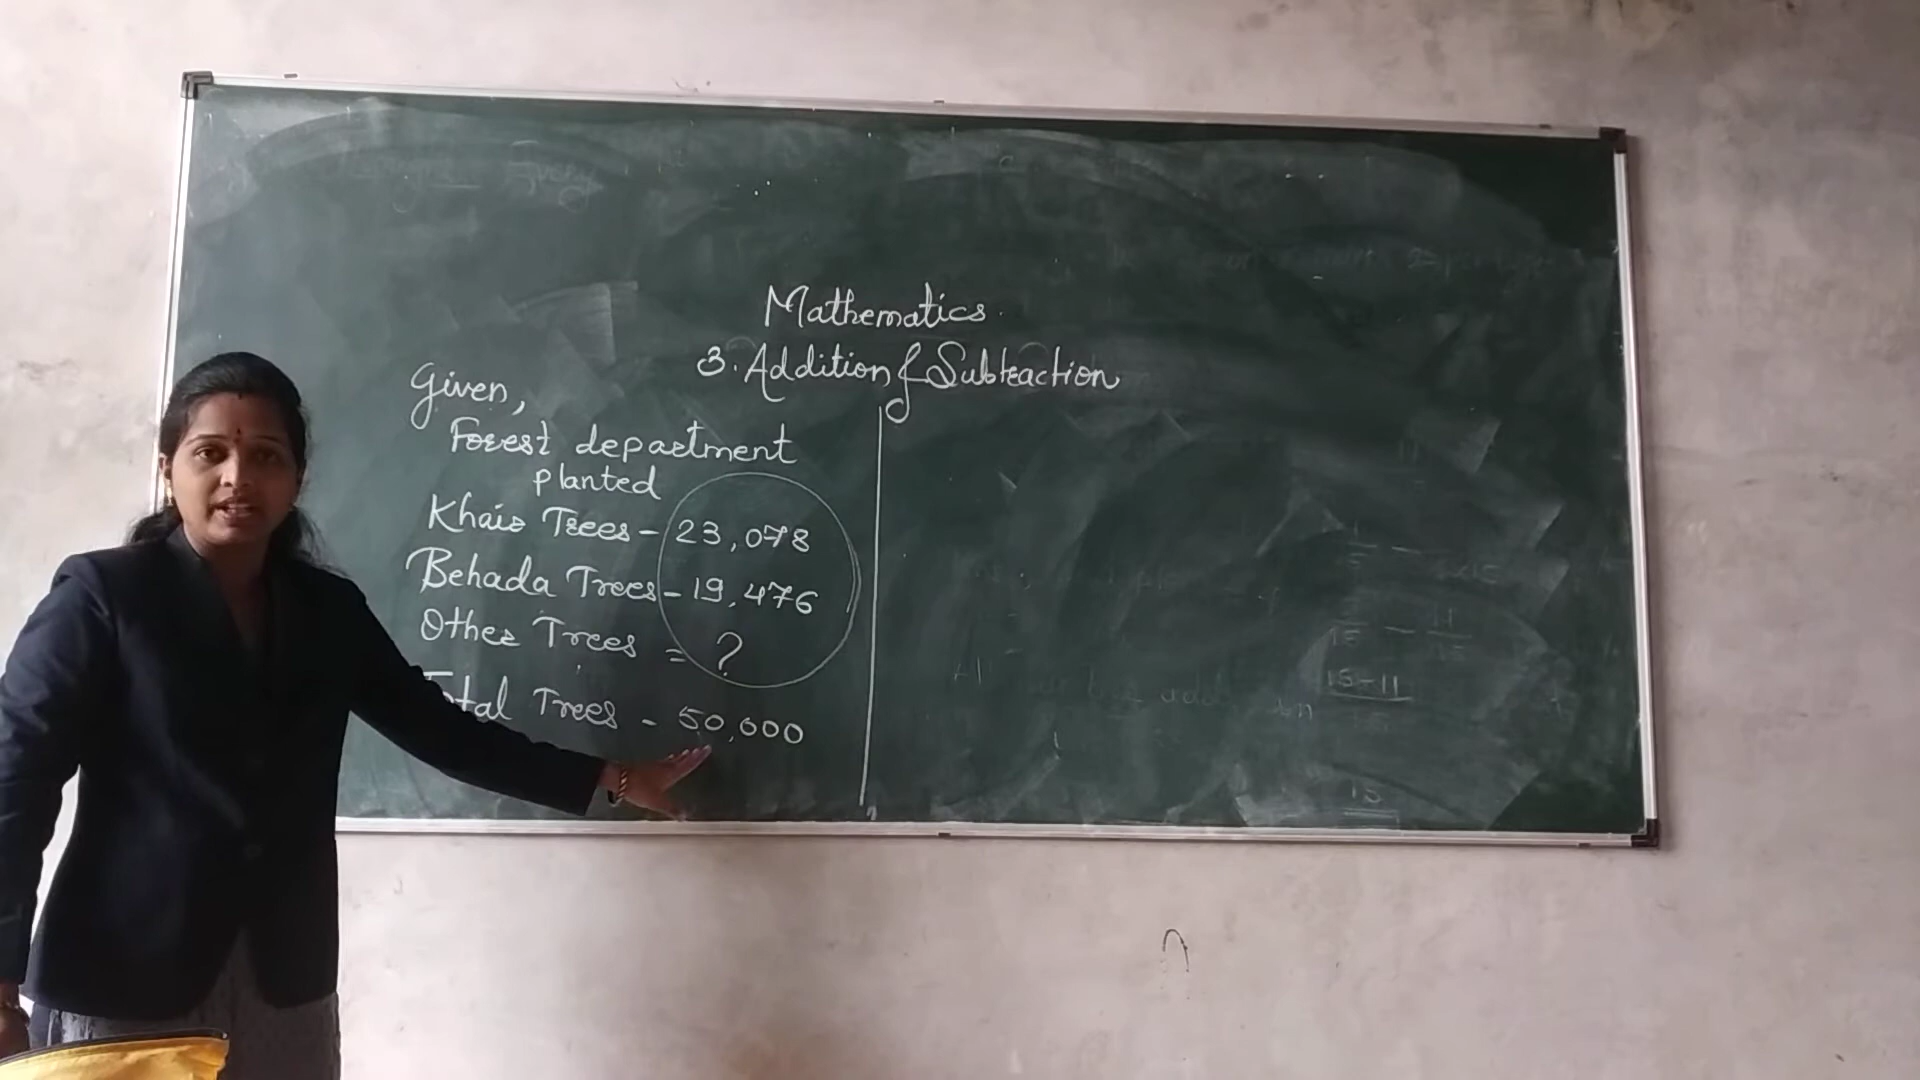 Mathematics
3. Addition & Subtraction
Given,
Forest department
planted
Khair Trees - 23,078
Behada Trees - 19,476
Other Trees = ?
Total Trees - 50,000